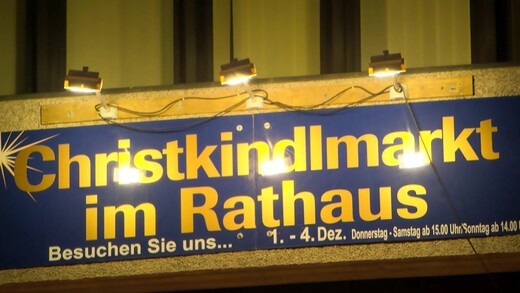 Christkindlmarkt
im Rathaus
Besuchen Sie uns... 1. - 4. Dez. Donnerstag - Samstag ab 15.00 Uhr/Sonntag ab 14.00